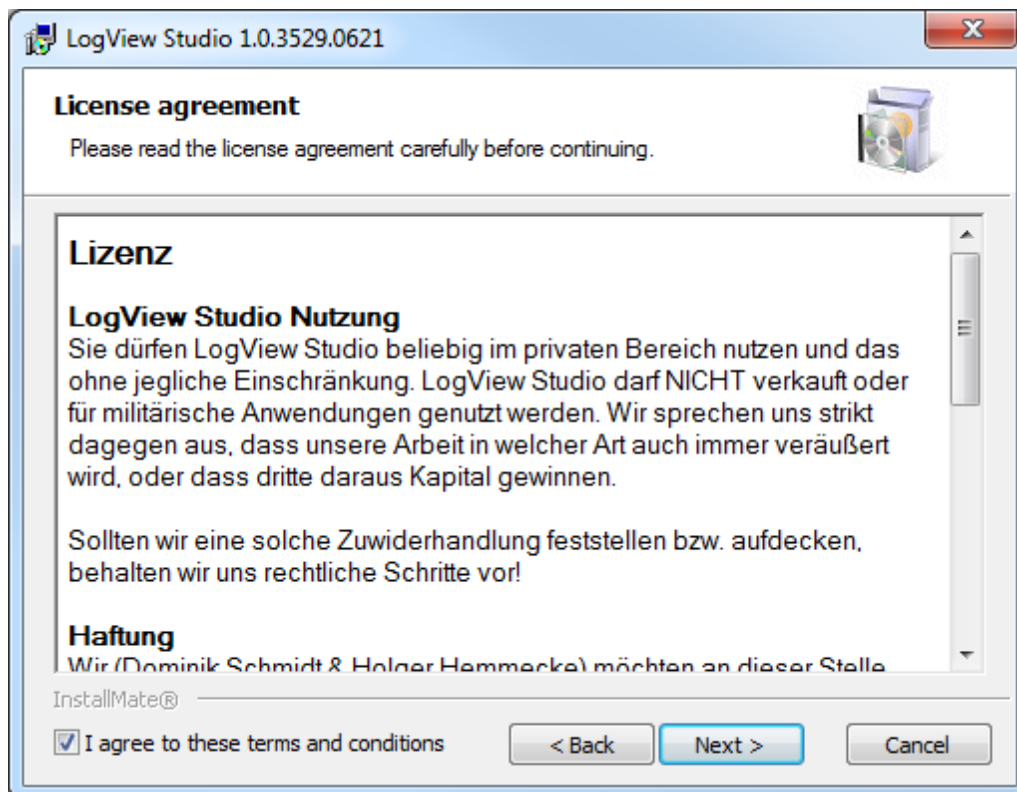 LogView Studio 1.0.3529.0621
License agreement
Please read the license agreement carefully before continuing.
Lizenz
LogView Studio Nutzung
Sie dürfen LogView Studio beliebig im privaten Bereich nutzen und das
ohne jegliche Einschränkung. LogView Studio darf NICHT verkauft oder
für militärische Anwendungen genutzt werden. Wir sprechen uns strikt
dagegen aus, dass unsere Arbeit in welcher Art auch immer veräußert
wird, oder dass dritte daraus Kapital gewinnen.
Sollten wir eine solche Zuwiderhandlung feststellen bzw. aufdecken,
behalten wir uns rechtliche Schritte vor!
Haftung
Wir (Dominik Schmidt & Holger Hemmecke) möchten an dieser Stelle
InstallMate®
I agree to these terms and conditions
< Back
Next >
Cancel